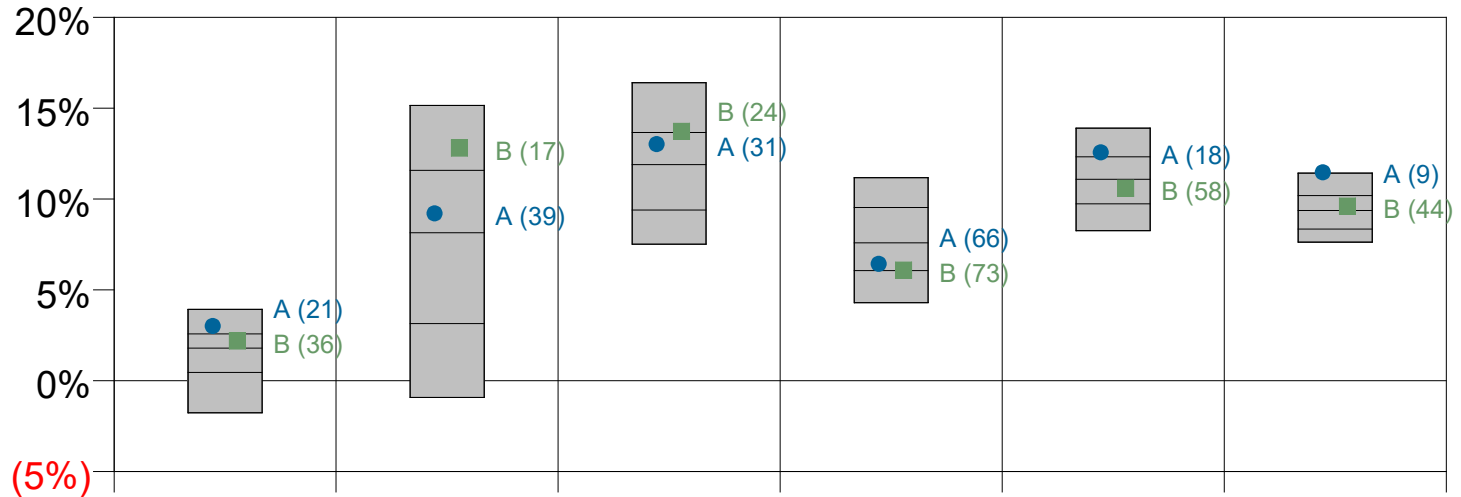 20%
15%
10%
5%
0%
(5%)
A (21)
B (36)
B (17)
A (39)
B (24)
A (31)
A (66)
B (73)
A (18)
B (58)
A (9)
B (44)